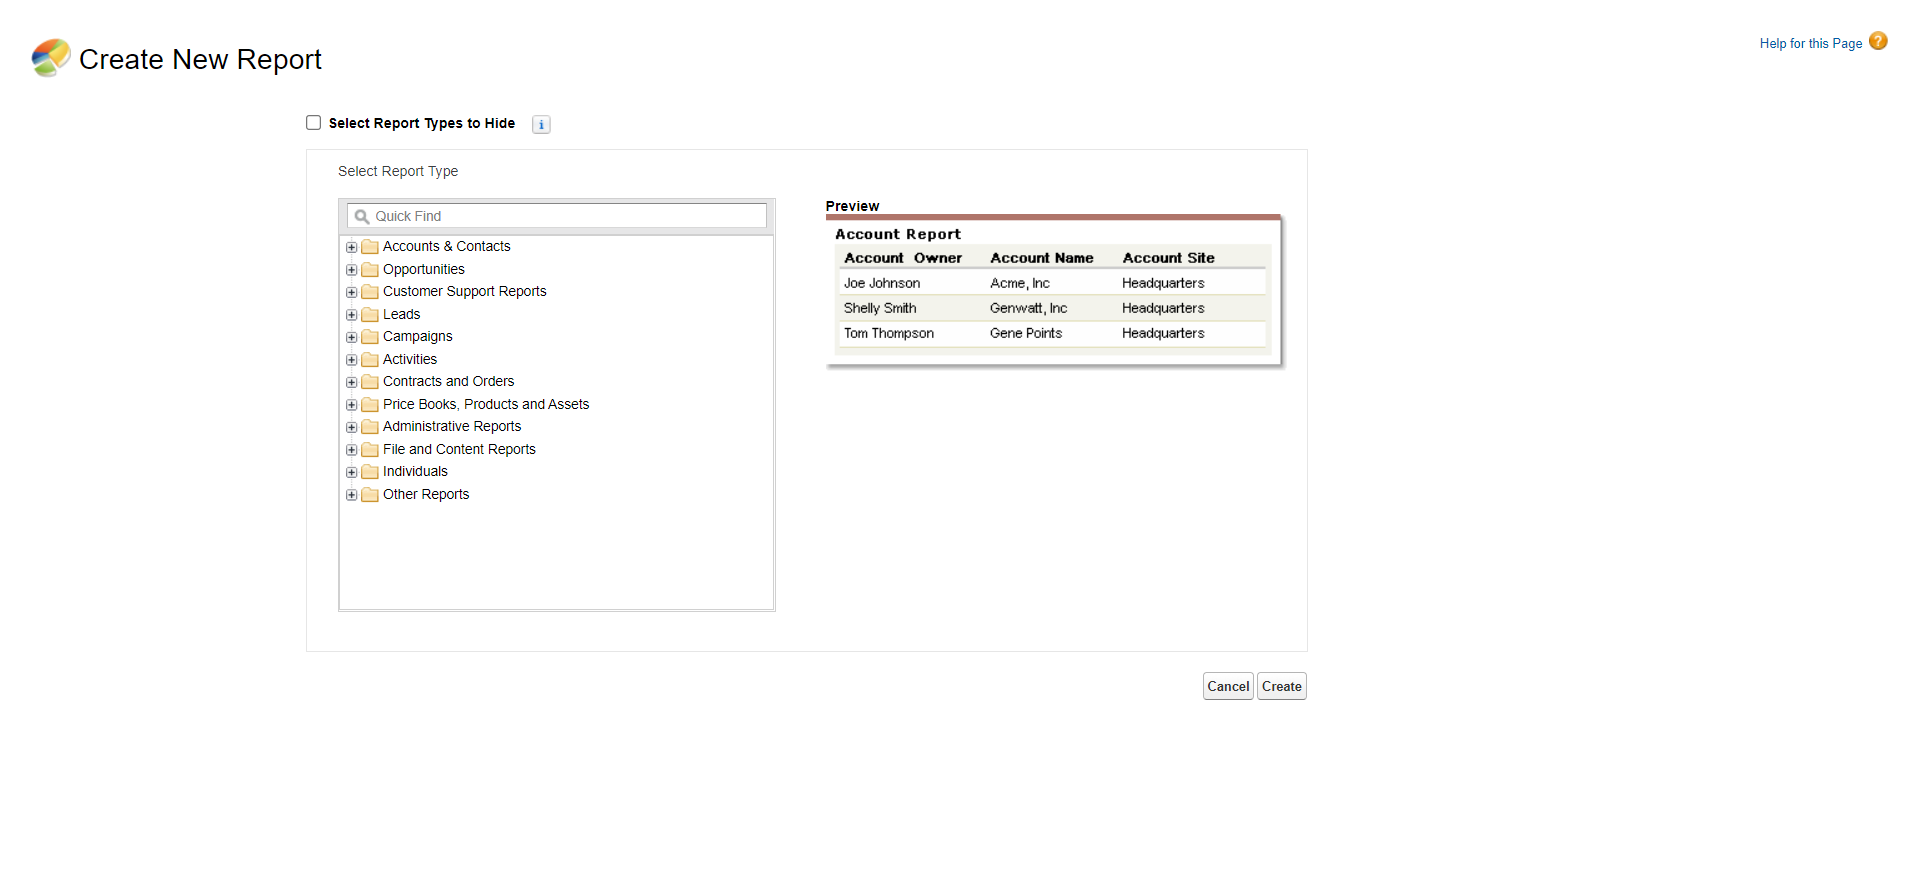 Create New Report
Help for this Page
Select Report Types to Hide
Select Report Type
Quick Find
Accounts & Contacts
Opportunities
Customer Support Reports
Leads
Campaigns
Activities
Contracts and Orders
Price Books, Products and Assets
Administrative Reports
File and Content Reports
Individuals
Other Reports
Preview
Account Report
Account Owner Account Name Account Site
Joe Johnson Acme, Inc Headquarters
Shelly Smith Genwatt, Inc Headquarters
Tom Thompson Gene Points Headquarters
Cancel Create